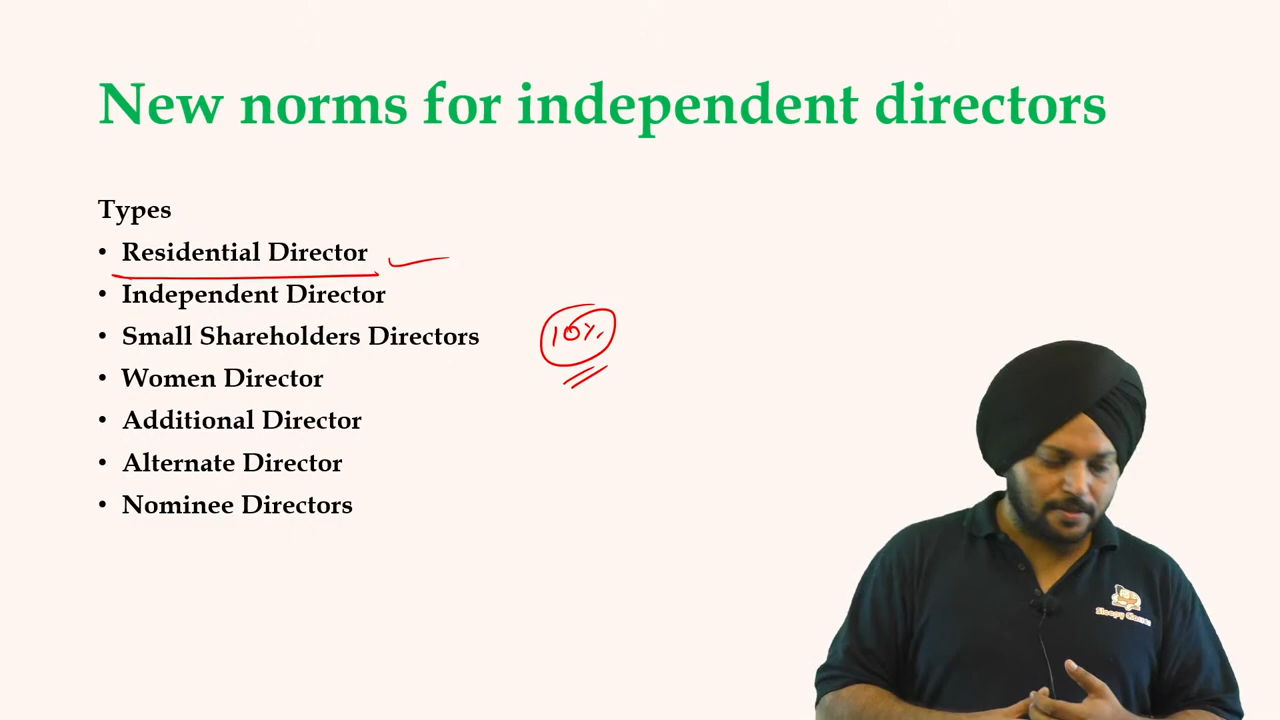 New norms for independent directors
Types
• Residential Director
• Independent Director
• Small Shareholders Directors
10%
• Women Director
• Additional Director
• Alternate Director
• Nominee Directors